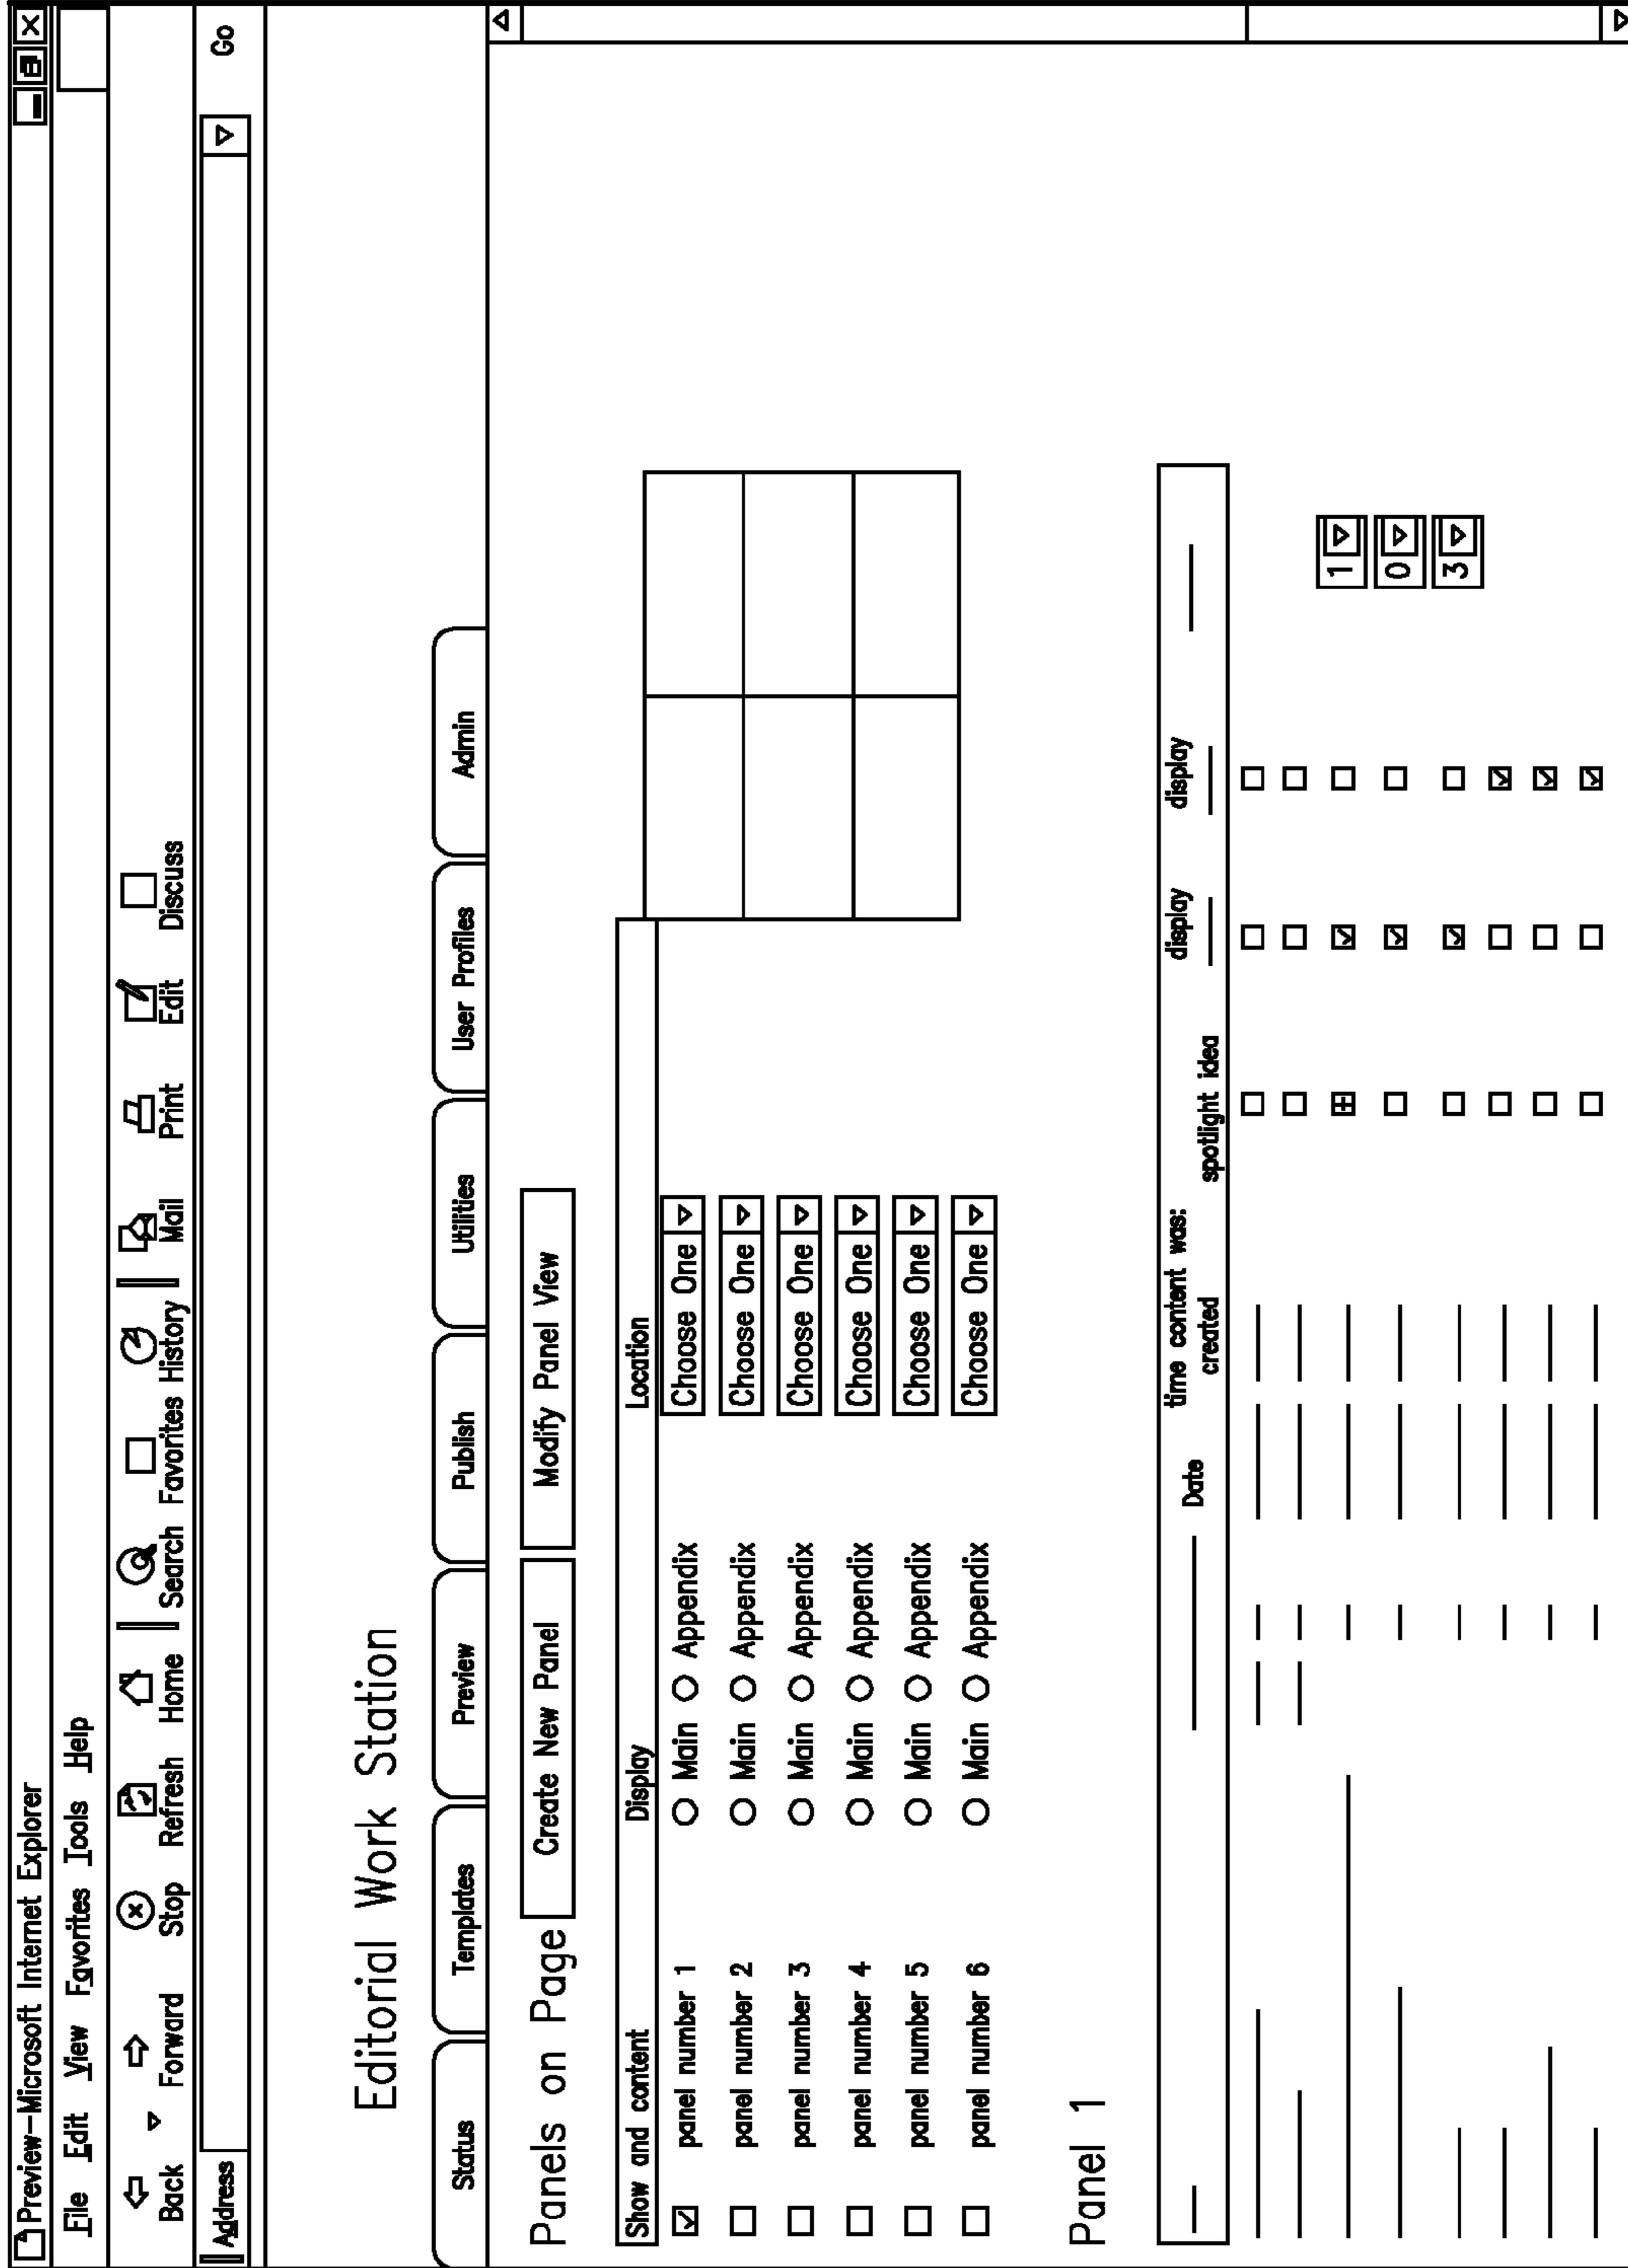 Preview-Microsoft Internet Explorer
File Edit View Favorites Tools Help
Back Forward Stop Refresh Home Search Favorites History Mail Print Edit Discuss
Address Go
Editorial Work Station
Status Templates Preview Publish Utilities User Profiles Admin
Panels on Page Create New Panel Modify Panel View
Show and content Display Location
panel number 1 Main Appendix Choose One
panel number 2 Main Appendix Choose One
panel number 3 Main Appendix Choose One
panel number 4 Main Appendix Choose One
panel number 5 Main Appendix Choose One
panel number 6 Main Appendix Choose One
Panel 1
time content was: display display
Date created spotlight idea
1
0
3